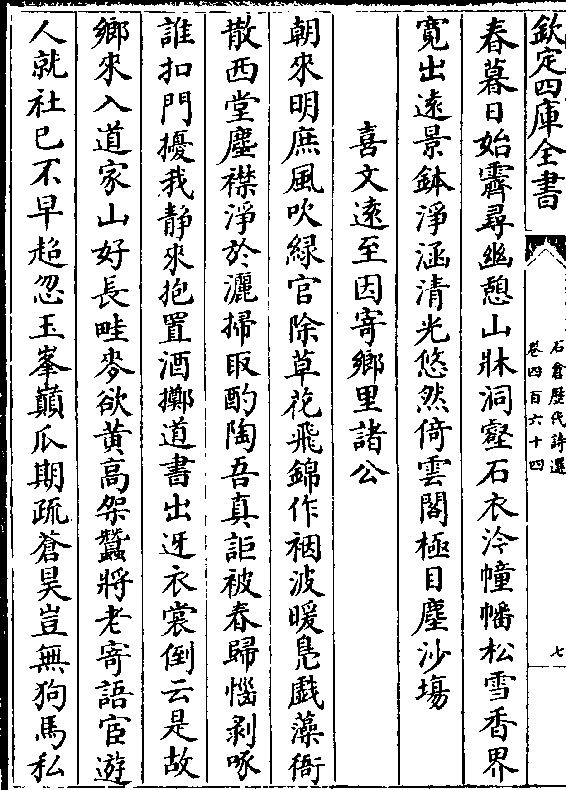 欽定四庫全書
石倉歴代詩選
卷四百六十四
七
春暮日始霽尋幽憩山牀洞壑石衣冷幢幡松雪香界
寛出遠景鉢淨涵清光悠然倚雲閣極目塵沙塲
喜文遠至因寄鄉里諸公
朝來明庶風吹緑官除草花飛錦作裀波暖鳬戯藻衙
散西堂塵襟淨於灑掃取酌陶吾真詎被春歸惱剥啄
誰扣門擾我静來抱置酒擲道書出迓衣裳倒云是故
鄉來入道家山好長畦麥欲黄高架蠶將老寄語宦遊
人就社已不早趍忽玉峯巔瓜期疏蒼昊豈無狗馬私